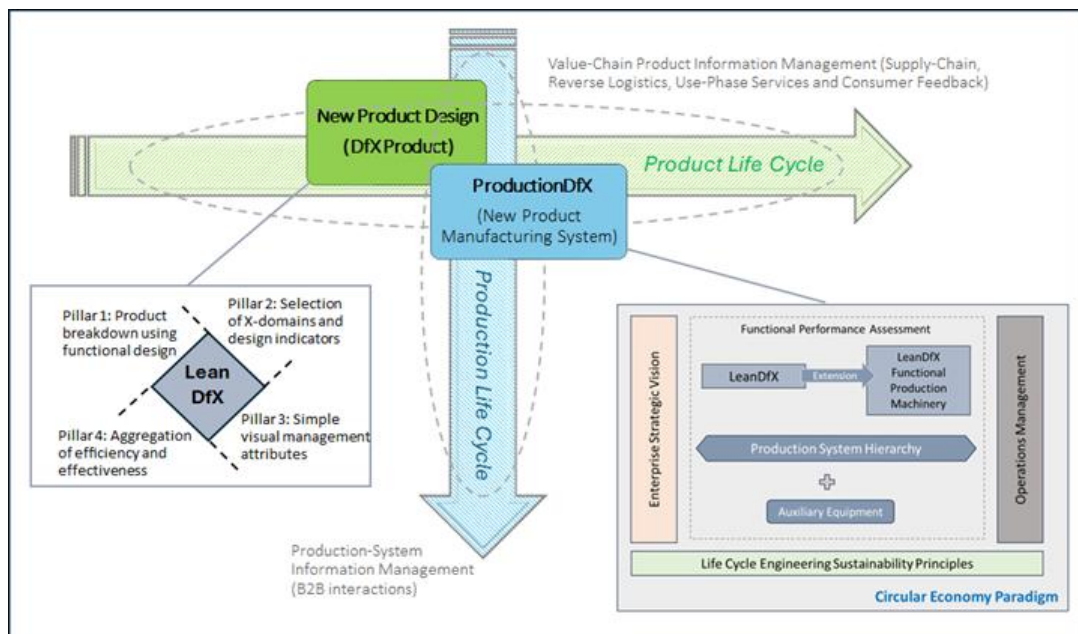 Value-Chain Product Information Management (Supply-Chain,
Reverse Logistics, Use-Phase Services and Consumer Feedback)
New Product Design
(DfX Product)
Product Life Cycle
ProductionDfX
(New Product
Manufacturing System)
Production Life Cycle
Pillar 1: Product
breakdown using
functional design
Pillar 2: Selection
of X-domains and
design indicators
Lean
DfX
Pillar 3: Simple
visual management
attributes
Pillar 4: Aggregation
of efficiency and
effectiveness
Production-System
Information Management
(B2B interactions)
Enterprise Strategic Vision
Functional Performance Assessment
LeanDfX
Extension
LeanDfX
Functional
Production
Machinery
Production System Hierarchy
Auxiliary Equipment
Operations Management
Life Cycle Engineering Sustainability Principles
Circular Economy Paradigm